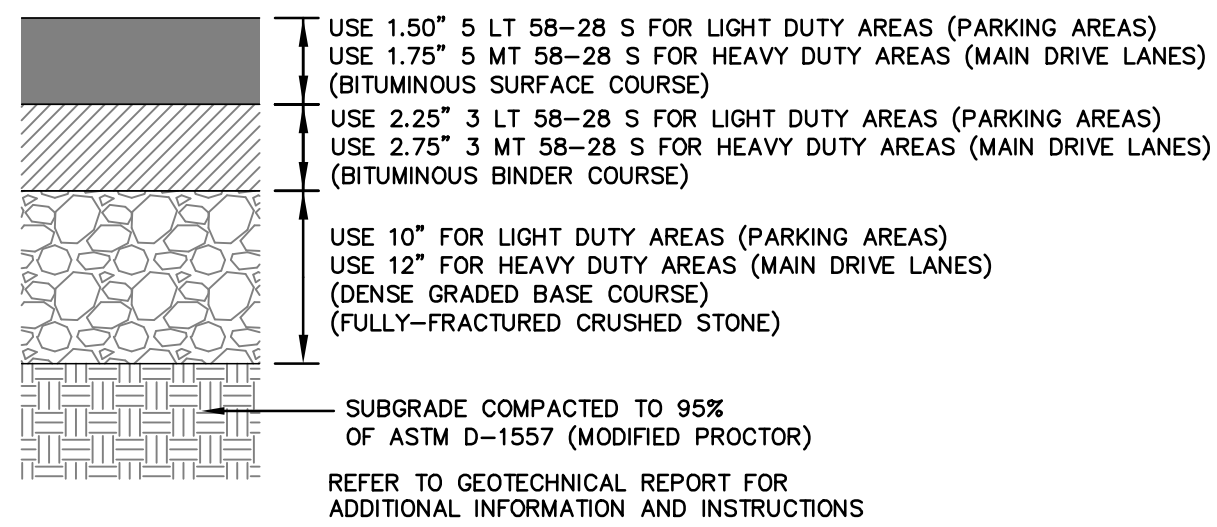 USE 1.50" 5 LT 58-28 S FOR LIGHT DUTY AREAS (PARKING AREAS)
USE 1.75" 5 MT 58-28 S FOR HEAVY DUTY AREAS (MAIN DRIVE LANES)
(BITUMINOUS SURFACE COURSE)
USE 2.25" 3 LT 58-28 S FOR LIGHT DUTY AREAS (PARKING AREAS)
USE 2.75" 3 MT 58-28 S FOR HEAVY DUTY AREAS (MAIN DRIVE LANES)
(BITUMINOUS BINDER COURSE)
USE 10" FOR LIGHT DUTY AREAS (PARKING AREAS)
USE 12" FOR HEAVY DUTY AREAS (MAIN DRIVE LANES)
(DENSE GRADED BASE COURSE)
(FULLY-FRACTURED CRUSHED STONE)
SUBGRADE COMPACTED TO 95%
OF ASTM D-1557 (MODIFIED PROCTOR)
REFER TO GEOTECHNICAL REPORT FOR
ADDITIONAL INFORMATION AND INSTRUCTIONS